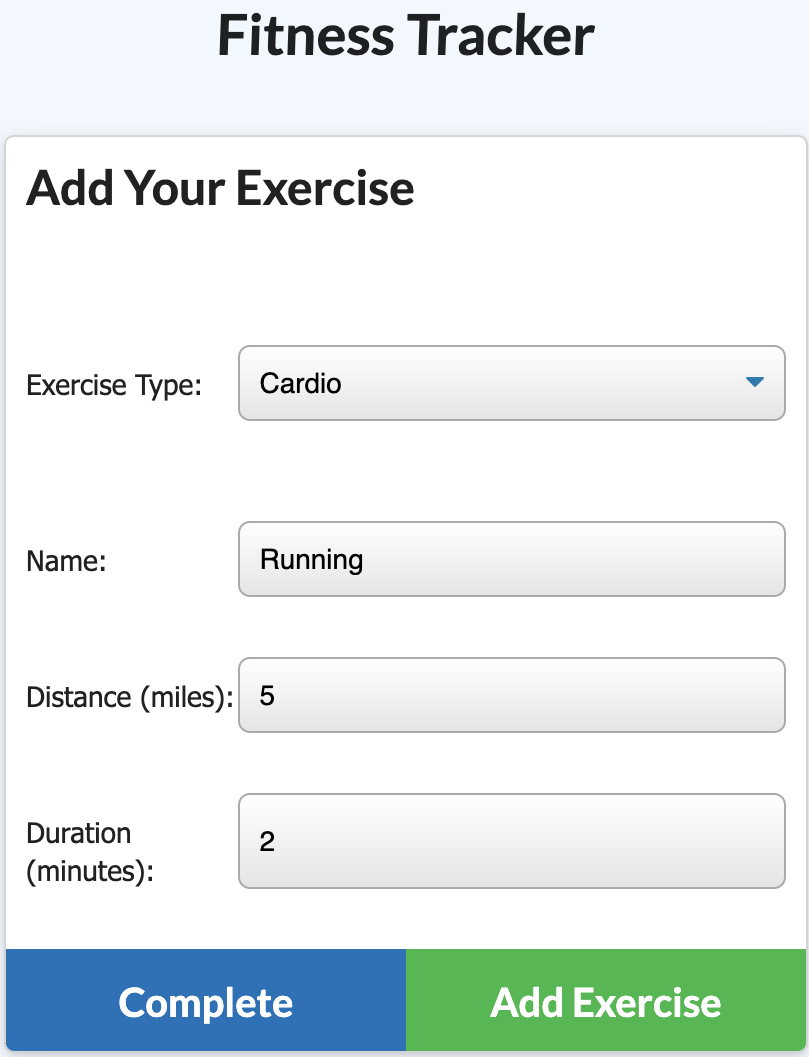 Fitness Tracker
Add Your Exercise
Exercise Type: Cardio
Name: Running
Distance (miles): 5
Duration
(minutes): 2
Complete Add Exercise